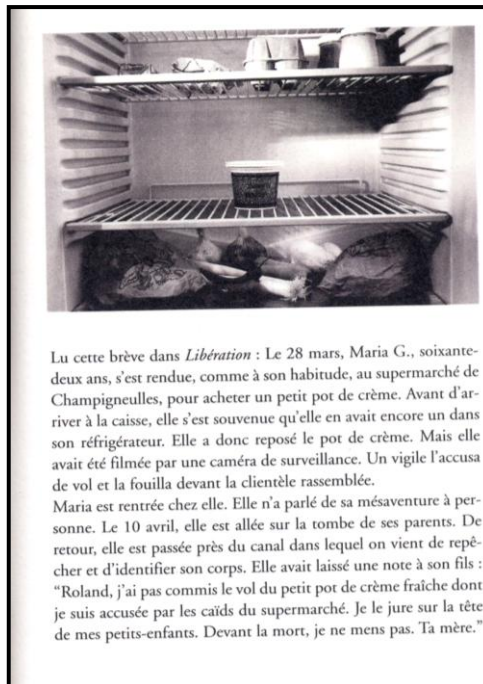 Lu cette brève dans Libération : Le 28 mars, Maria G., soixante-
deux ans, s'est rendue, comme à son habitude, au supermarché de
Champigneulles, pour acheter un petit pot de crème. Avant d'ar-
river à la caisse, elle s'est souvenue qu'elle en avait encore un dans
son réfrigérateur. Elle a donc reposé le pot de crème. Mais elle
avait été filmée par une caméra de surveillance. Un vigile l'accusa
de vol et la fouilla devant la clientèle rassemblée.
Maria est rentrée chez elle. Elle n'a parlé de sa mésaventure à per-
sonne. Le 10 avril, elle est allée sur la tombe de ses parents. De
retour, elle est passée près du canal dans lequel on vient de repê-
cher et d'identifier son corps. Elle avait laissé une note à son fils :
“Roland, j'ai pas commis le vol du petit pot de crème fraîche dont
je suis accusée par les caïds du supermarché. Je le jure sur la tête
de mes petits-enfants. Devant la mort, je ne mens pas. Ta mère.”